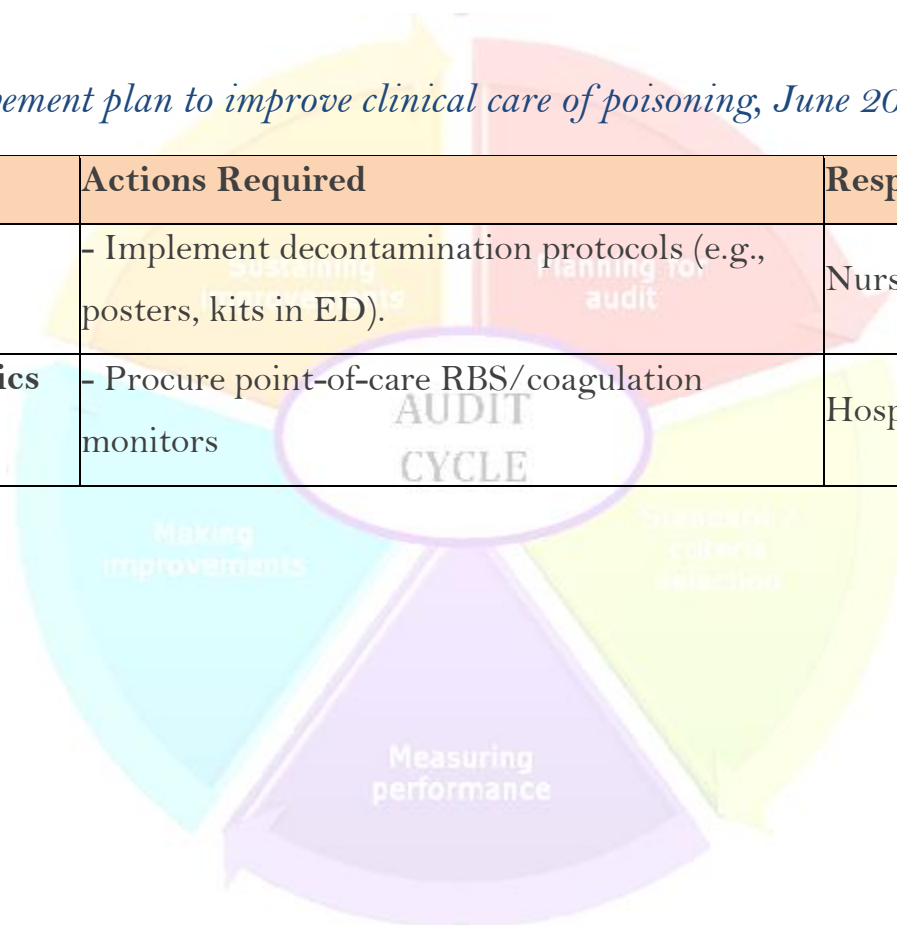 vement plan to improve clinical care of poisoning, June 20
Actions Required
Resp
- Implement decontamination protocols (e.g.,
posters, kits in ED).
Nurs
ics
- Procure point-of-care RBS/coagulation
monitors
Hosp
Sustaining
improvements
Planning for
audit
AUDIT
CYCLE
Making
improvements
Standard /
criteria
selection
Measuring
performance